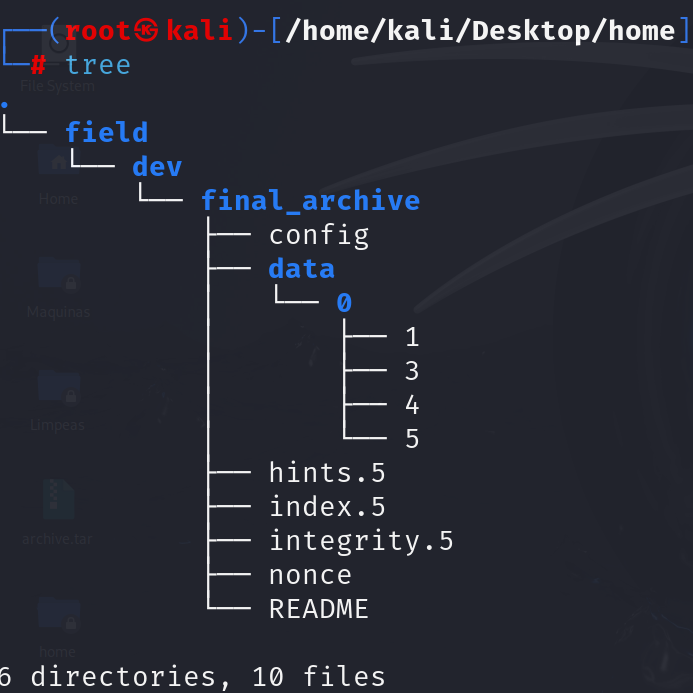 ┌──(root㉿kali)-[/home/kali/Desktop/home]
└─# tree
File System
.
└── field
    └── dev
        └── final_archive
            ├── config
Home
            ├── data
            │   └── 0
Maquinas
            │       ├── 1
            │       ├── 3
            │       ├── 4
Limpeas
            │       └── 5
            ├── hints.5
            ├── index.5
archive.tar
            ├── integrity.5
            ├── nonce
            └── README
home
6 directories, 10 files